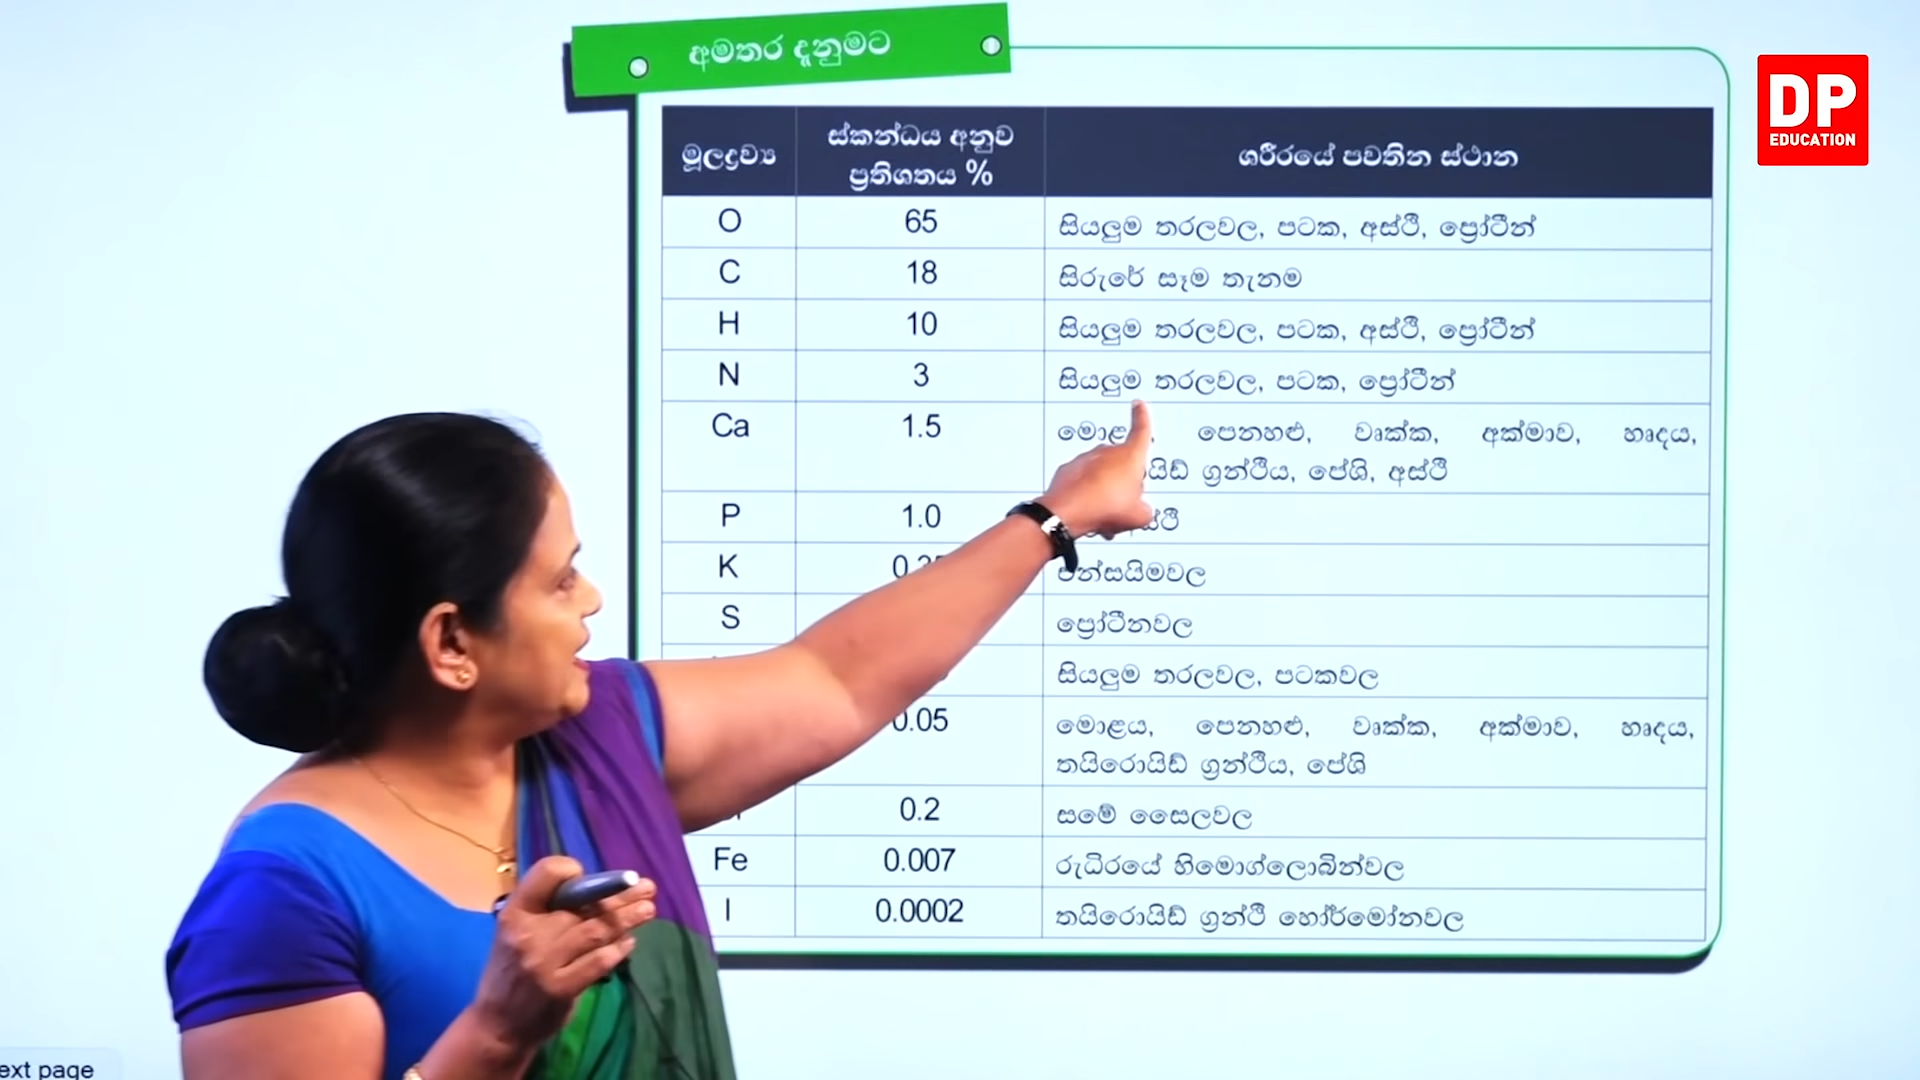 අමතර දැනුමට
DP
EDUCATION
මූලද්‍රව්‍ය
ස්කන්ධය අනුව
ප්‍රතිශතය %
ශරීරයේ පවතින ස්ථාන
O 65 සියලුම තරලවල, පටක, අස්ථි, ප්‍රෝටීන්
C 18 සිරුරේ සෑම තැනම
H 10 සියලුම තරලවල, පටක, අස්ථි, ප්‍රෝටීන්
N 3 සියලුම තරලවල, පටක, ප්‍රෝටීන්
Ca 1.5 පෙනහළු, වෘක්ක, අක්මාව, හෘදය,
ග්‍රන්ථිය, පේශි, අස්ථි
P 1.0
K එන්සයිමවල
S ප්‍රෝටීනවල
සියලුම තරලවල, පටකවල
0.05 මොළය, පෙනහළු, වෘක්ක, අක්මාව, හෘදය,
තයිරොයිඩ් ග්‍රන්ථිය, පේශි
0.2 සමේ සෛලවල
Fe 0.007 රුධිරයේ හිමොග්ලොබින්වල
I 0.0002 තයිරොයිඩ් ග්‍රන්ථි හෝර්මෝනවල
page